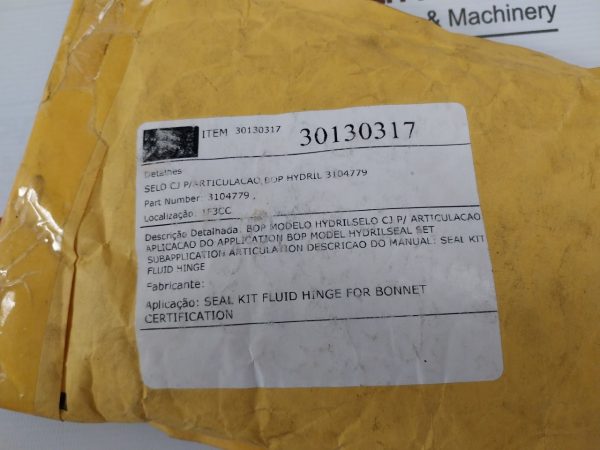 & Machinery
ITEM 30130317 30130317
Detalhes
SELO CJ P/ARTICULACAO BOP HYDRIL 3104779
Part Number: 3104779 ,
Localização: 1F3CC
Descrição Detalhada: BOP MODELO HYDRILSELO CJ P/ ARTICULACAO
APLICACAO DO APPLICATION BOP MODEL HYDRILSEAL SET
SUBAPPLICATION ARTICULATION DESCRICAO DO MANUAL: SEAL KIT
FLUID HINGE
Fabricante:
Aplicação: SEAL KIT FLUID HINGE FOR BONNET
CERTIFICATION